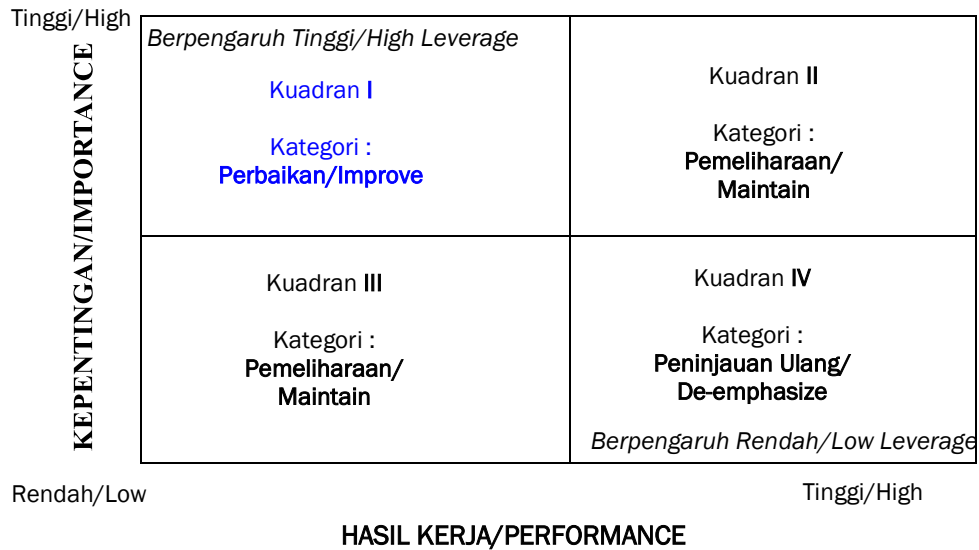 Tinggi/High
KEPENTINGAN/IMPORTANCE
Berpengaruh Tinggi/High Leverage
Kuadran I
Kategori :
Perbaikan/Improve
Kuadran II
Kategori :
Pemeliharaan/
Maintain
Kuadran III
Kategori :
Pemeliharaan/
Maintain
Kuadran IV
Kategori :
Peninjauan Ulang/
De-emphasize
Berpengaruh Rendah/Low Leverage
Rendah/Low
Tinggi/High
HASIL KERJA/PERFORMANCE